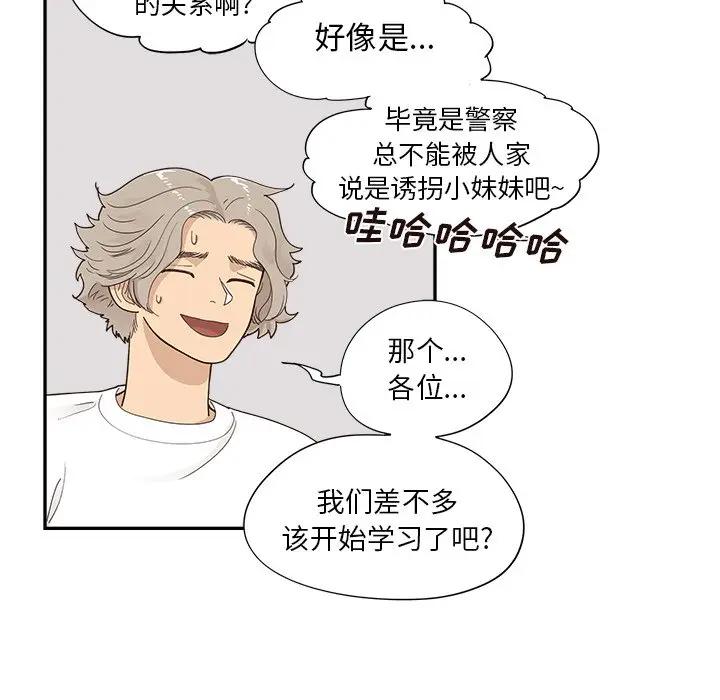 的关系啊?
好像是...
毕竟是警察
总不能被人家
说是诱拐小妹妹吧~
哇哈哈哈哈
那个...
各位...
我们差不多
该开始学习了吧?